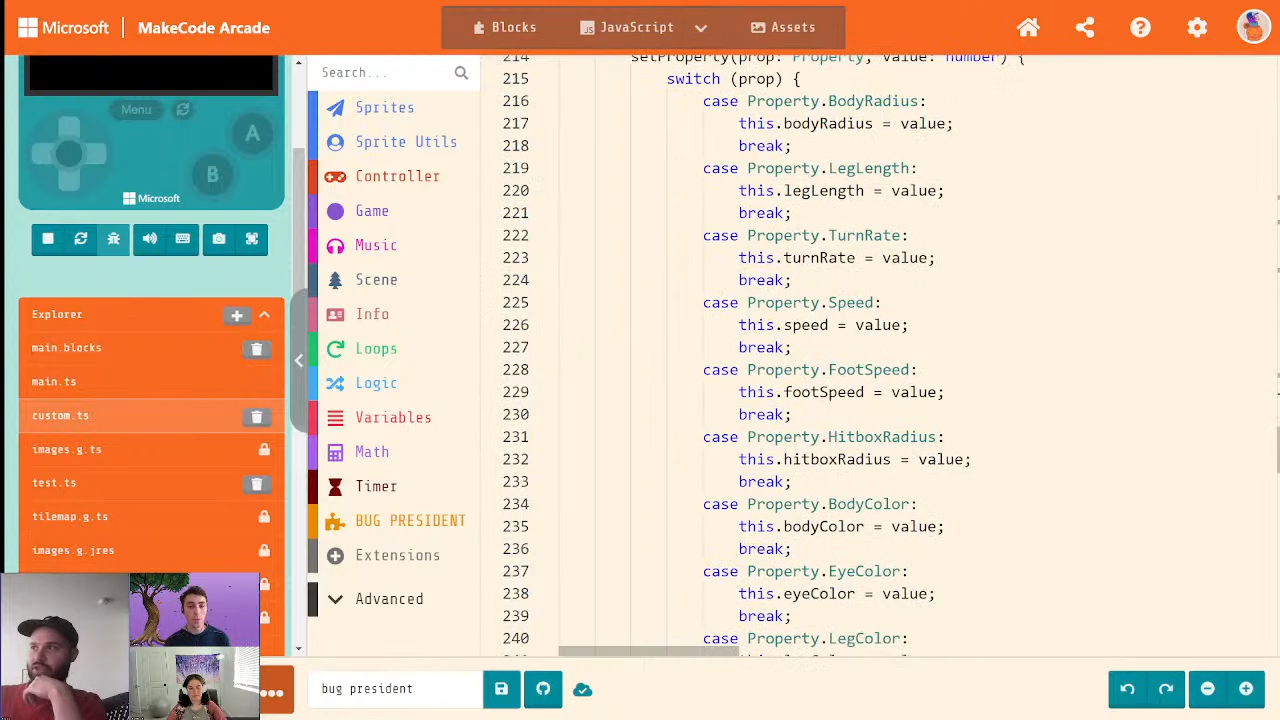 Microsoft
MakeCode Arcade
Blocks
JavaScript
Assets
Menu
A
B
Microsoft
Explorer
main.blocks
main.ts
custom.ts
images.g.ts
test.ts
tilemap.g.ts
images.g.jres
Search...
Sprites
Sprite Utils
Controller
Game
Music
Scene
Info
Loops
Logic
Variables
Math
Timer
BUG PRESIDENT
Extensions
Advanced
214 setProperty(prop: Property, value: number) {
215 switch (prop) {
216 case Property.BodyRadius:
217 this.bodyRadius = value;
218 break;
219 case Property.LegLength:
220 this.legLength = value;
221 break;
222 case Property.TurnRate:
223 this.turnRate = value;
224 break;
225 case Property.Speed:
226 this.speed = value;
227 break;
228 case Property.FootSpeed:
229 this.footSpeed = value;
230 break;
231 case Property.HitboxRadius:
232 this.hitboxRadius = value;
233 break;
234 case Property.BodyColor:
235 this.bodyColor = value;
236 break;
237 case Property.EyeColor:
238 this.eyeColor = value;
239 break;
240 case Property.LegColor:
bug president